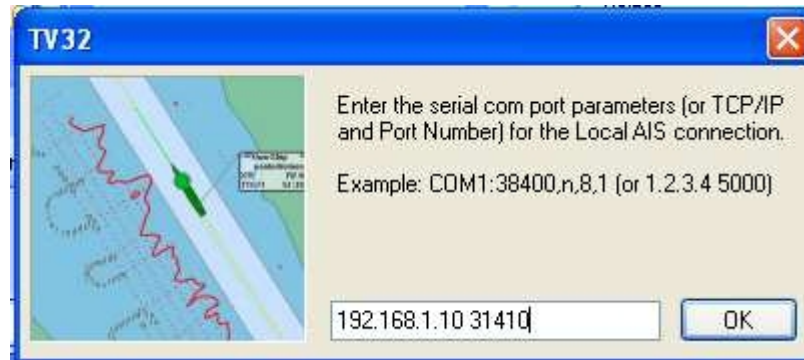 TV32
Enter the serial com port parameters (or TCP/IP
and Port Number) for the Local AIS connection.
Example: COM1:38400,n,8,1 (or 1.2.3.4 5000)
192.168.1.10 31410
OK